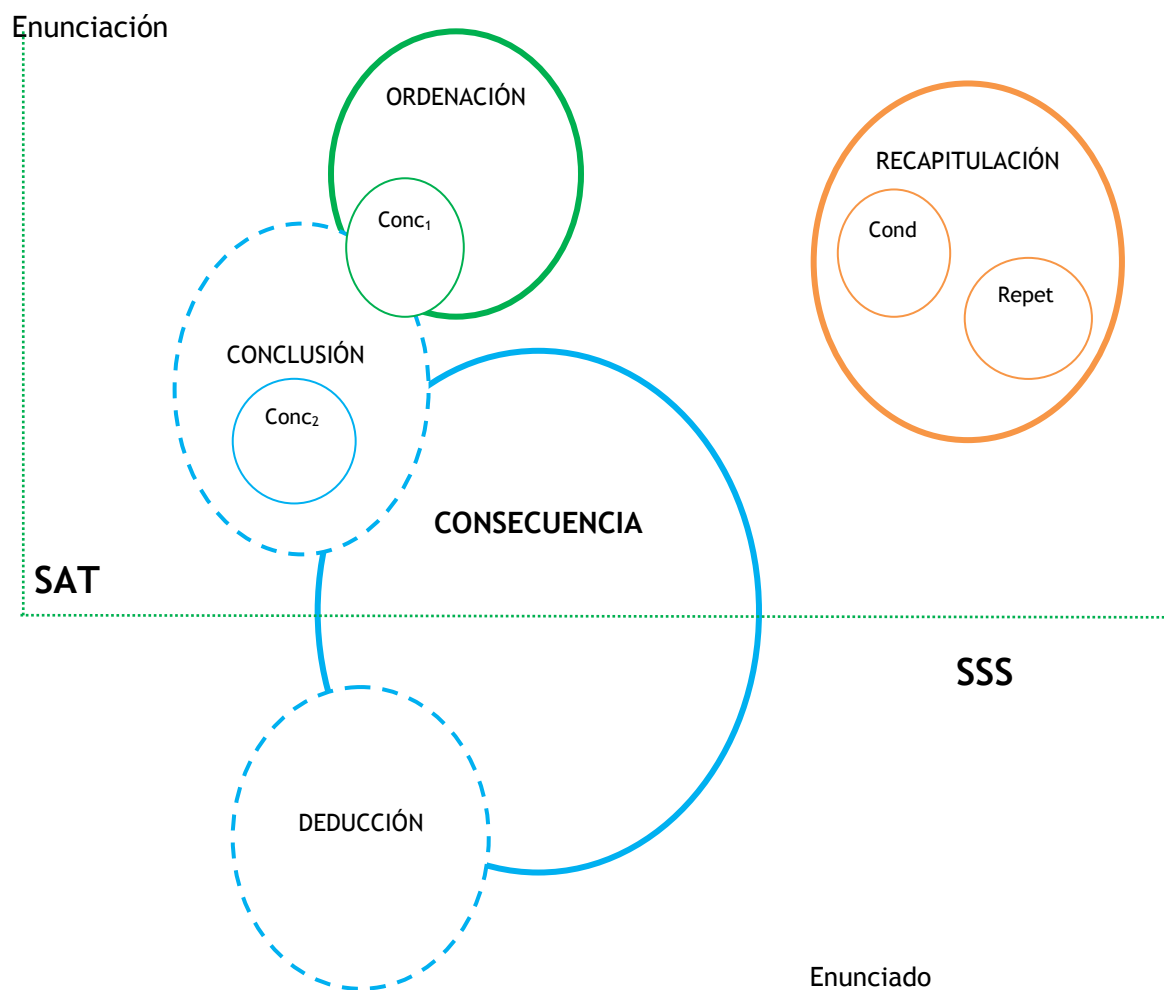 Enunciación
ORDENACIÓN
RECAPITULACIÓN
Conc₁
Cond
Repet
CONCLUSIÓN
Conc₂
CONSECUENCIA
SAT
SSS
DEDUCCIÓN
Enunciado